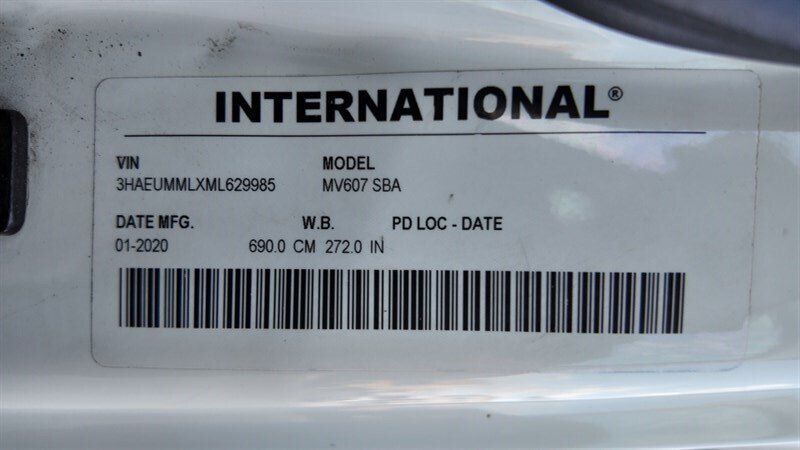 INTERNATIONAL®
VIN MODEL
3HAEUMMLXML629985 MV607 SBA
DATE MFG. W.B. PD LOC - DATE
01-2020 690.0 CM 272.0 IN